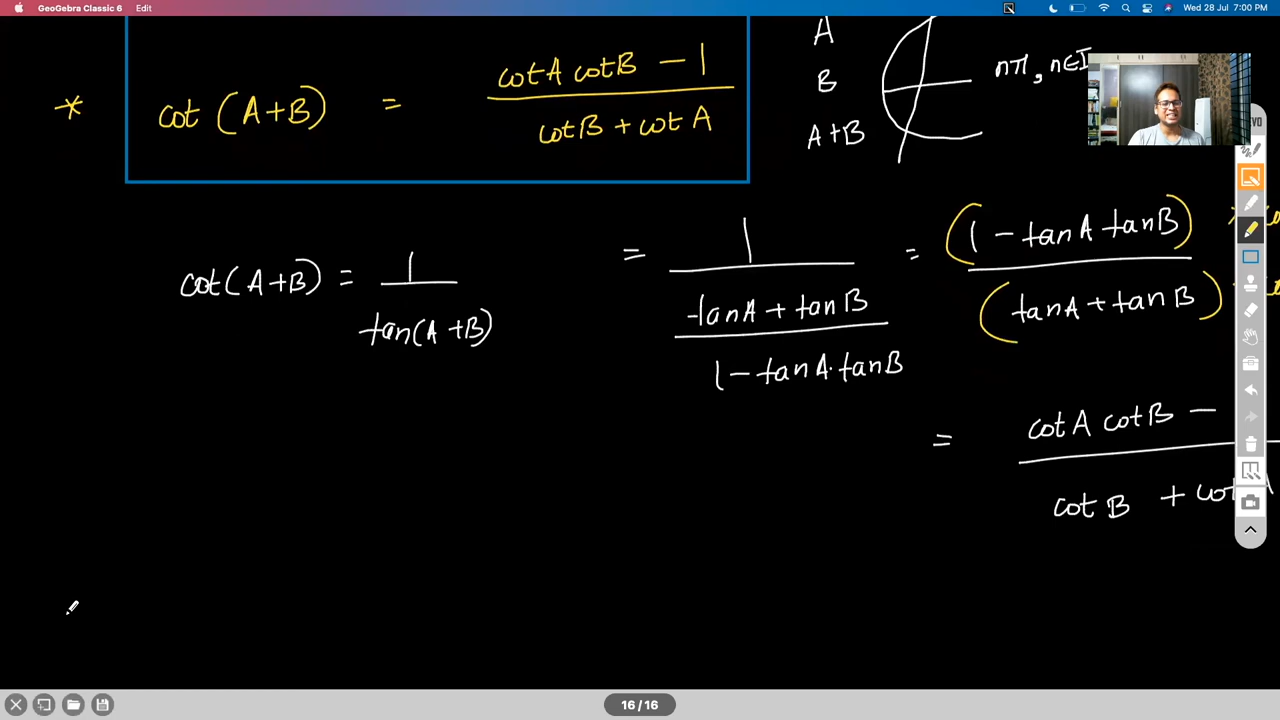 GeoGebra Classic 6 Edit Wed 28 Jul 7:00 PM
* cot (A+B) = cotA cotB - 1 / cotB + cotA
A
B
A+B
nπ, n∈I
cot(A+B) = 1 / tan(A+B) = 1 / tanA + tanB / 1 - tanA·tanB = (1 - tanA tanB) / (tanA + tanB)
= cotA cotB - / cotB + cot
16/16